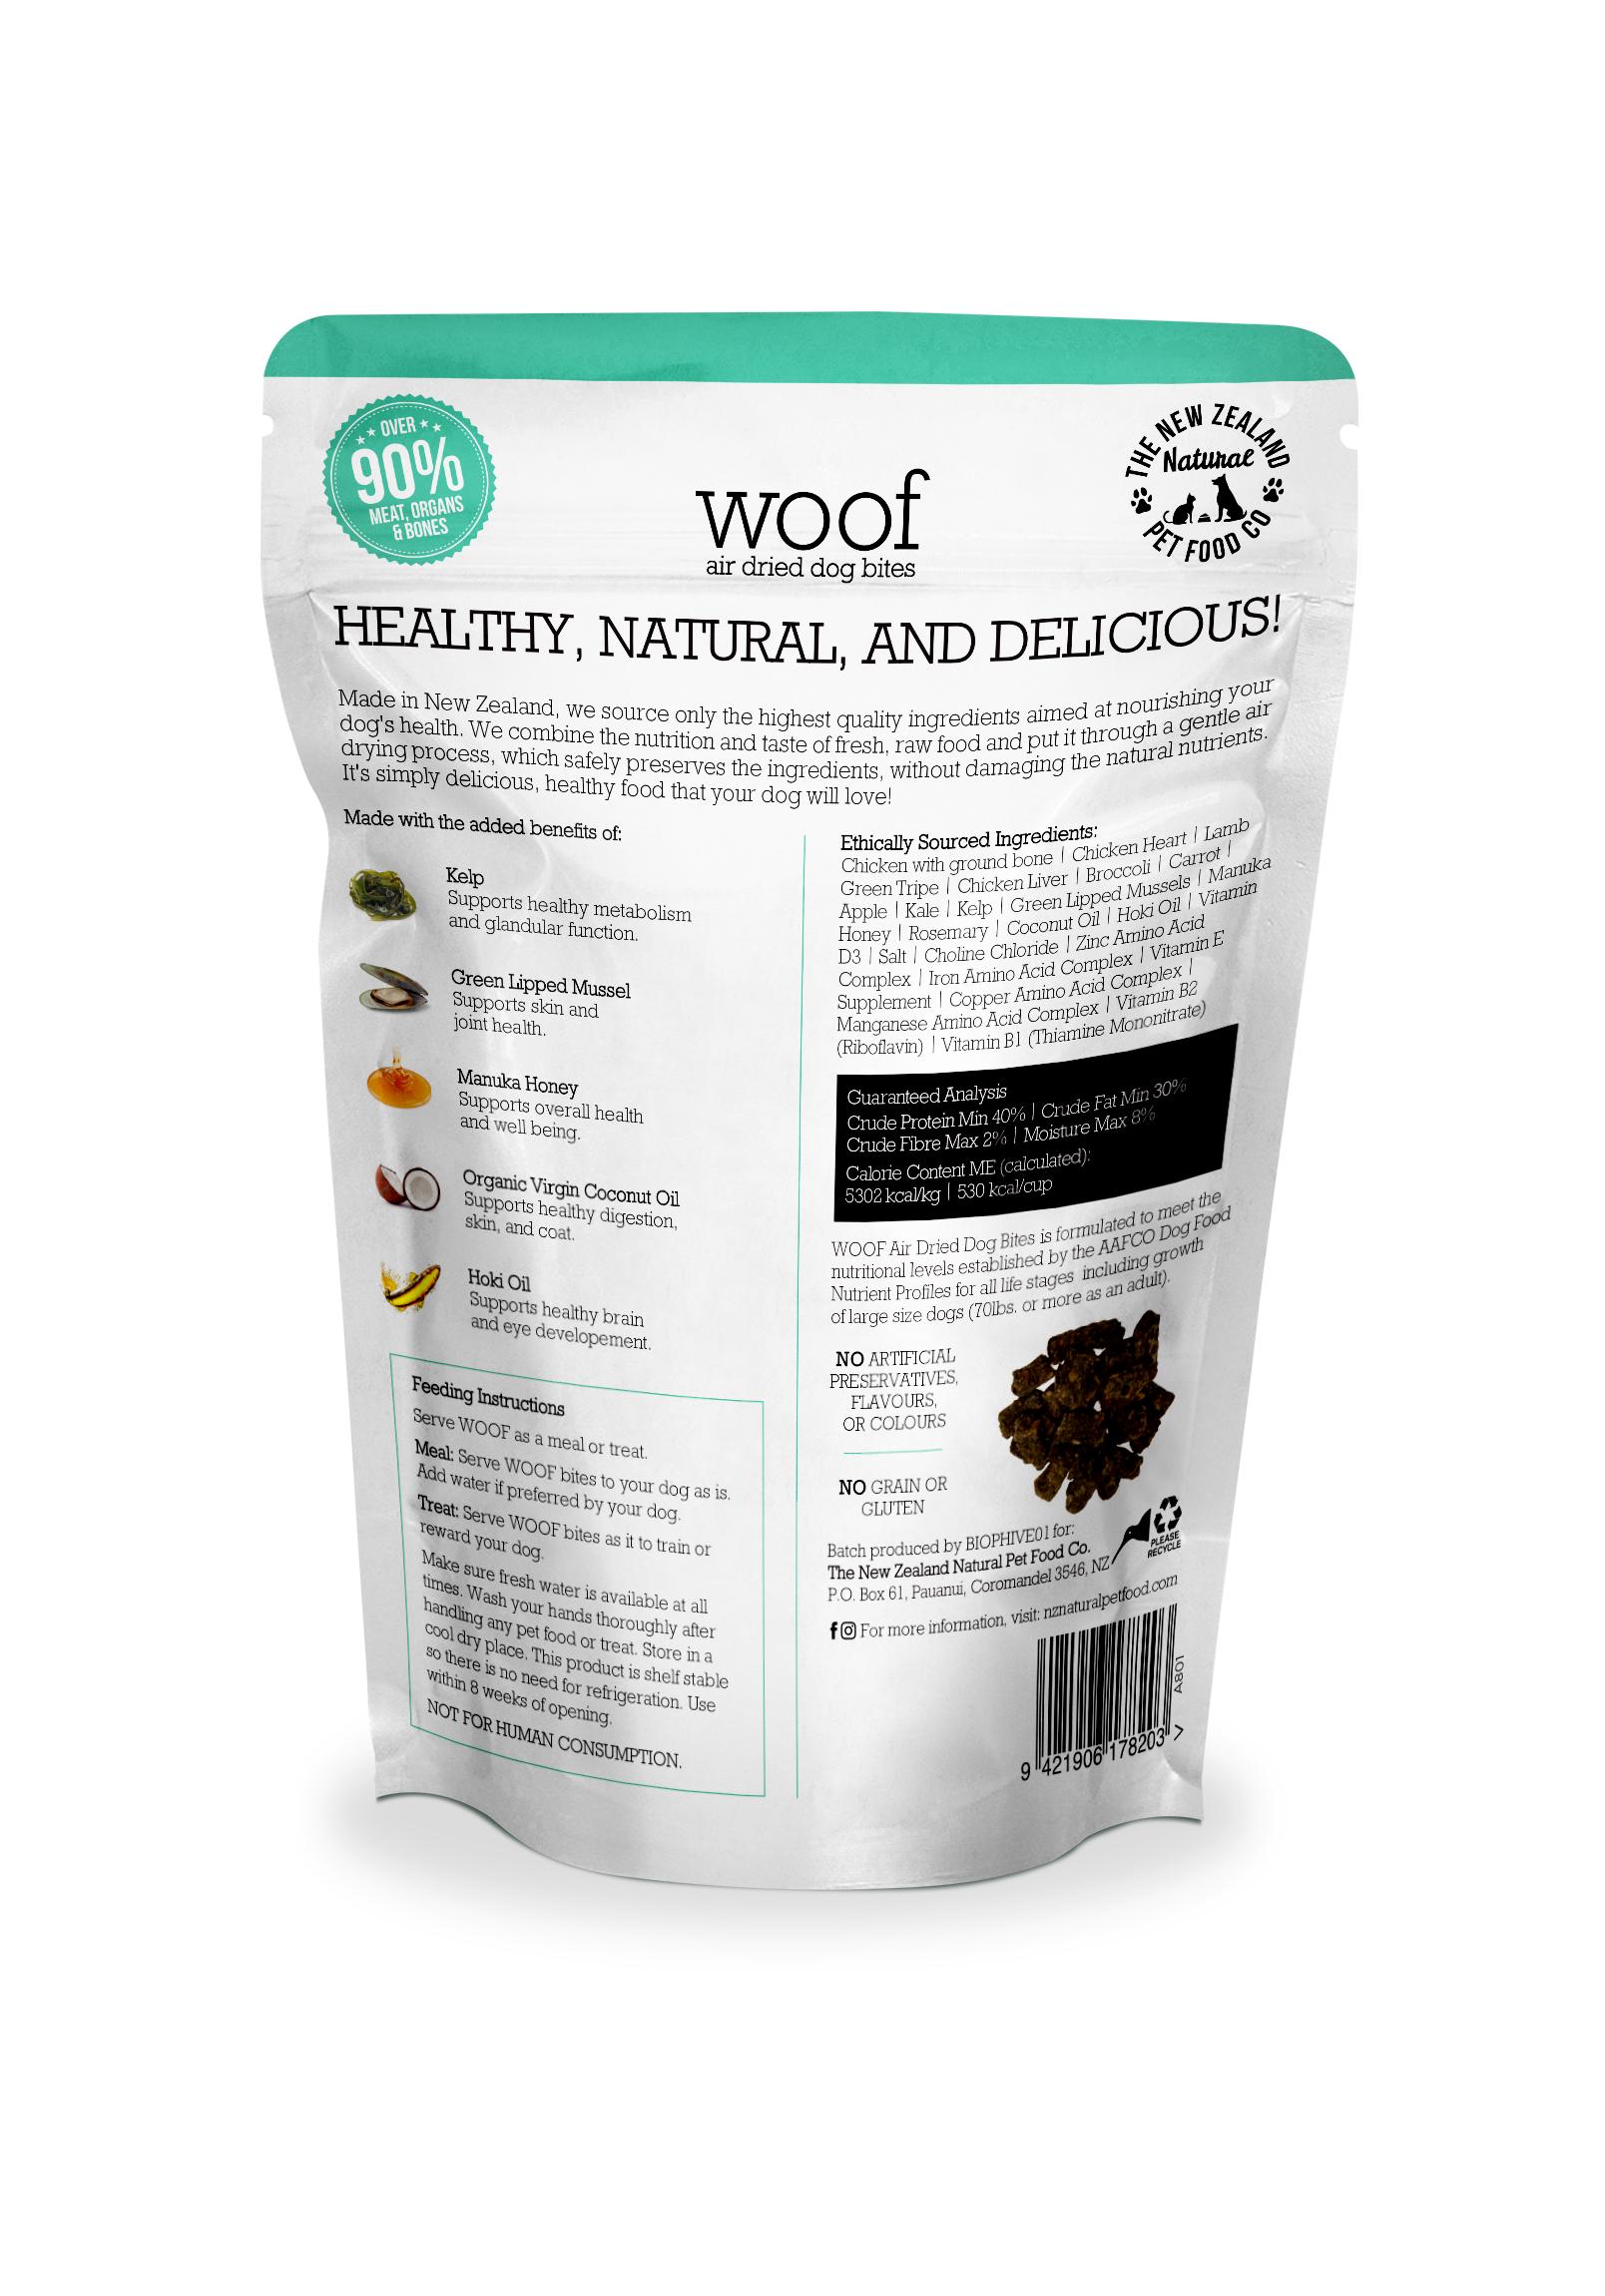 ★★ OVER ★★
90%
MEAT, ORGANS
& BONES
THE NEW ZEALAND
Natural
PET FOOD CO
woof
air dried dog bites
HEALTHY, NATURAL, AND DELICIOUS!
Made in New Zealand, we source only the highest quality ingredients aimed at nourishing your
dog's health. We combine the nutrition and taste of fresh, raw food and put it through a gentle air
drying process, which safely preserves the ingredients, without damaging the natural nutrients.
It's simply delicious, healthy food that your dog will love!
Made with the added benefits of:
Kelp
Supports healthy metabolism
and glandular function.
Green Lipped Mussel
Supports skin and
joint health.
Manuka Honey
Supports overall health
and well being.
Organic Virgin Coconut Oil
Supports healthy digestion,
skin, and coat.
Hoki Oil
Supports healthy brain
and eye developement.
Feeding Instructions
Serve WOOF as a meal or treat.
Meal: Serve WOOF bites to your dog as is.
Add water if preferred by your dog.
Treat: Serve WOOF bites as it to train or
reward your dog.
Make sure fresh water is available at all
times. Wash your hands thoroughly after
handling any pet food or treat. Store in a
cool dry place. This product is shelf stable
so there is no need for refrigeration. Use
within 8 weeks of opening.
NOT FOR HUMAN CONSUMPTION.
Ethically Sourced Ingredients:
Chicken with ground bone | Chicken Heart | Lamb
Green Tripe | Chicken Liver | Broccoli | Carrot |
Apple | Kale | Kelp | Green Lipped Mussels | Manuka
Honey | Rosemary | Coconut Oil | Hoki Oil | Vitamin
D3 | Salt | Choline Chloride | Zinc Amino Acid
Complex | Iron Amino Acid Complex | Vitamin E
Supplement | Copper Amino Acid Complex |
Manganese Amino Acid Complex | Vitamin B2
(Riboflavin) | Vitamin B1 (Thiamine Mononitrate)
Guaranteed Analysis
Crude Protein Min 40% | Crude Fat Min 30%
Crude Fibre Max 2% | Moisture Max 8%
Calorie Content ME (calculated):
5302 kcal/kg | 530 kcal/cup
WOOF Air Dried Dog Bites is formulated to meet the
nutritional levels established by the AAFCO Dog Food
Nutrient Profiles for all life stages including growth
of large size dogs (70lbs. or more as an adult).
NO ARTIFICIAL
PRESERVATIVES,
FLAVOURS,
OR COLOURS
NO GRAIN OR
GLUTEN
PLEASE
RECYCLE
Batch produced by BIOPHIVE01 for:
The New Zealand Natural Pet Food Co.
P.O. Box 61, Pauanui, Coromandel 3546, NZ
For more information, visit: nznaturalpetfood.com
A801
9 421906 178203 >